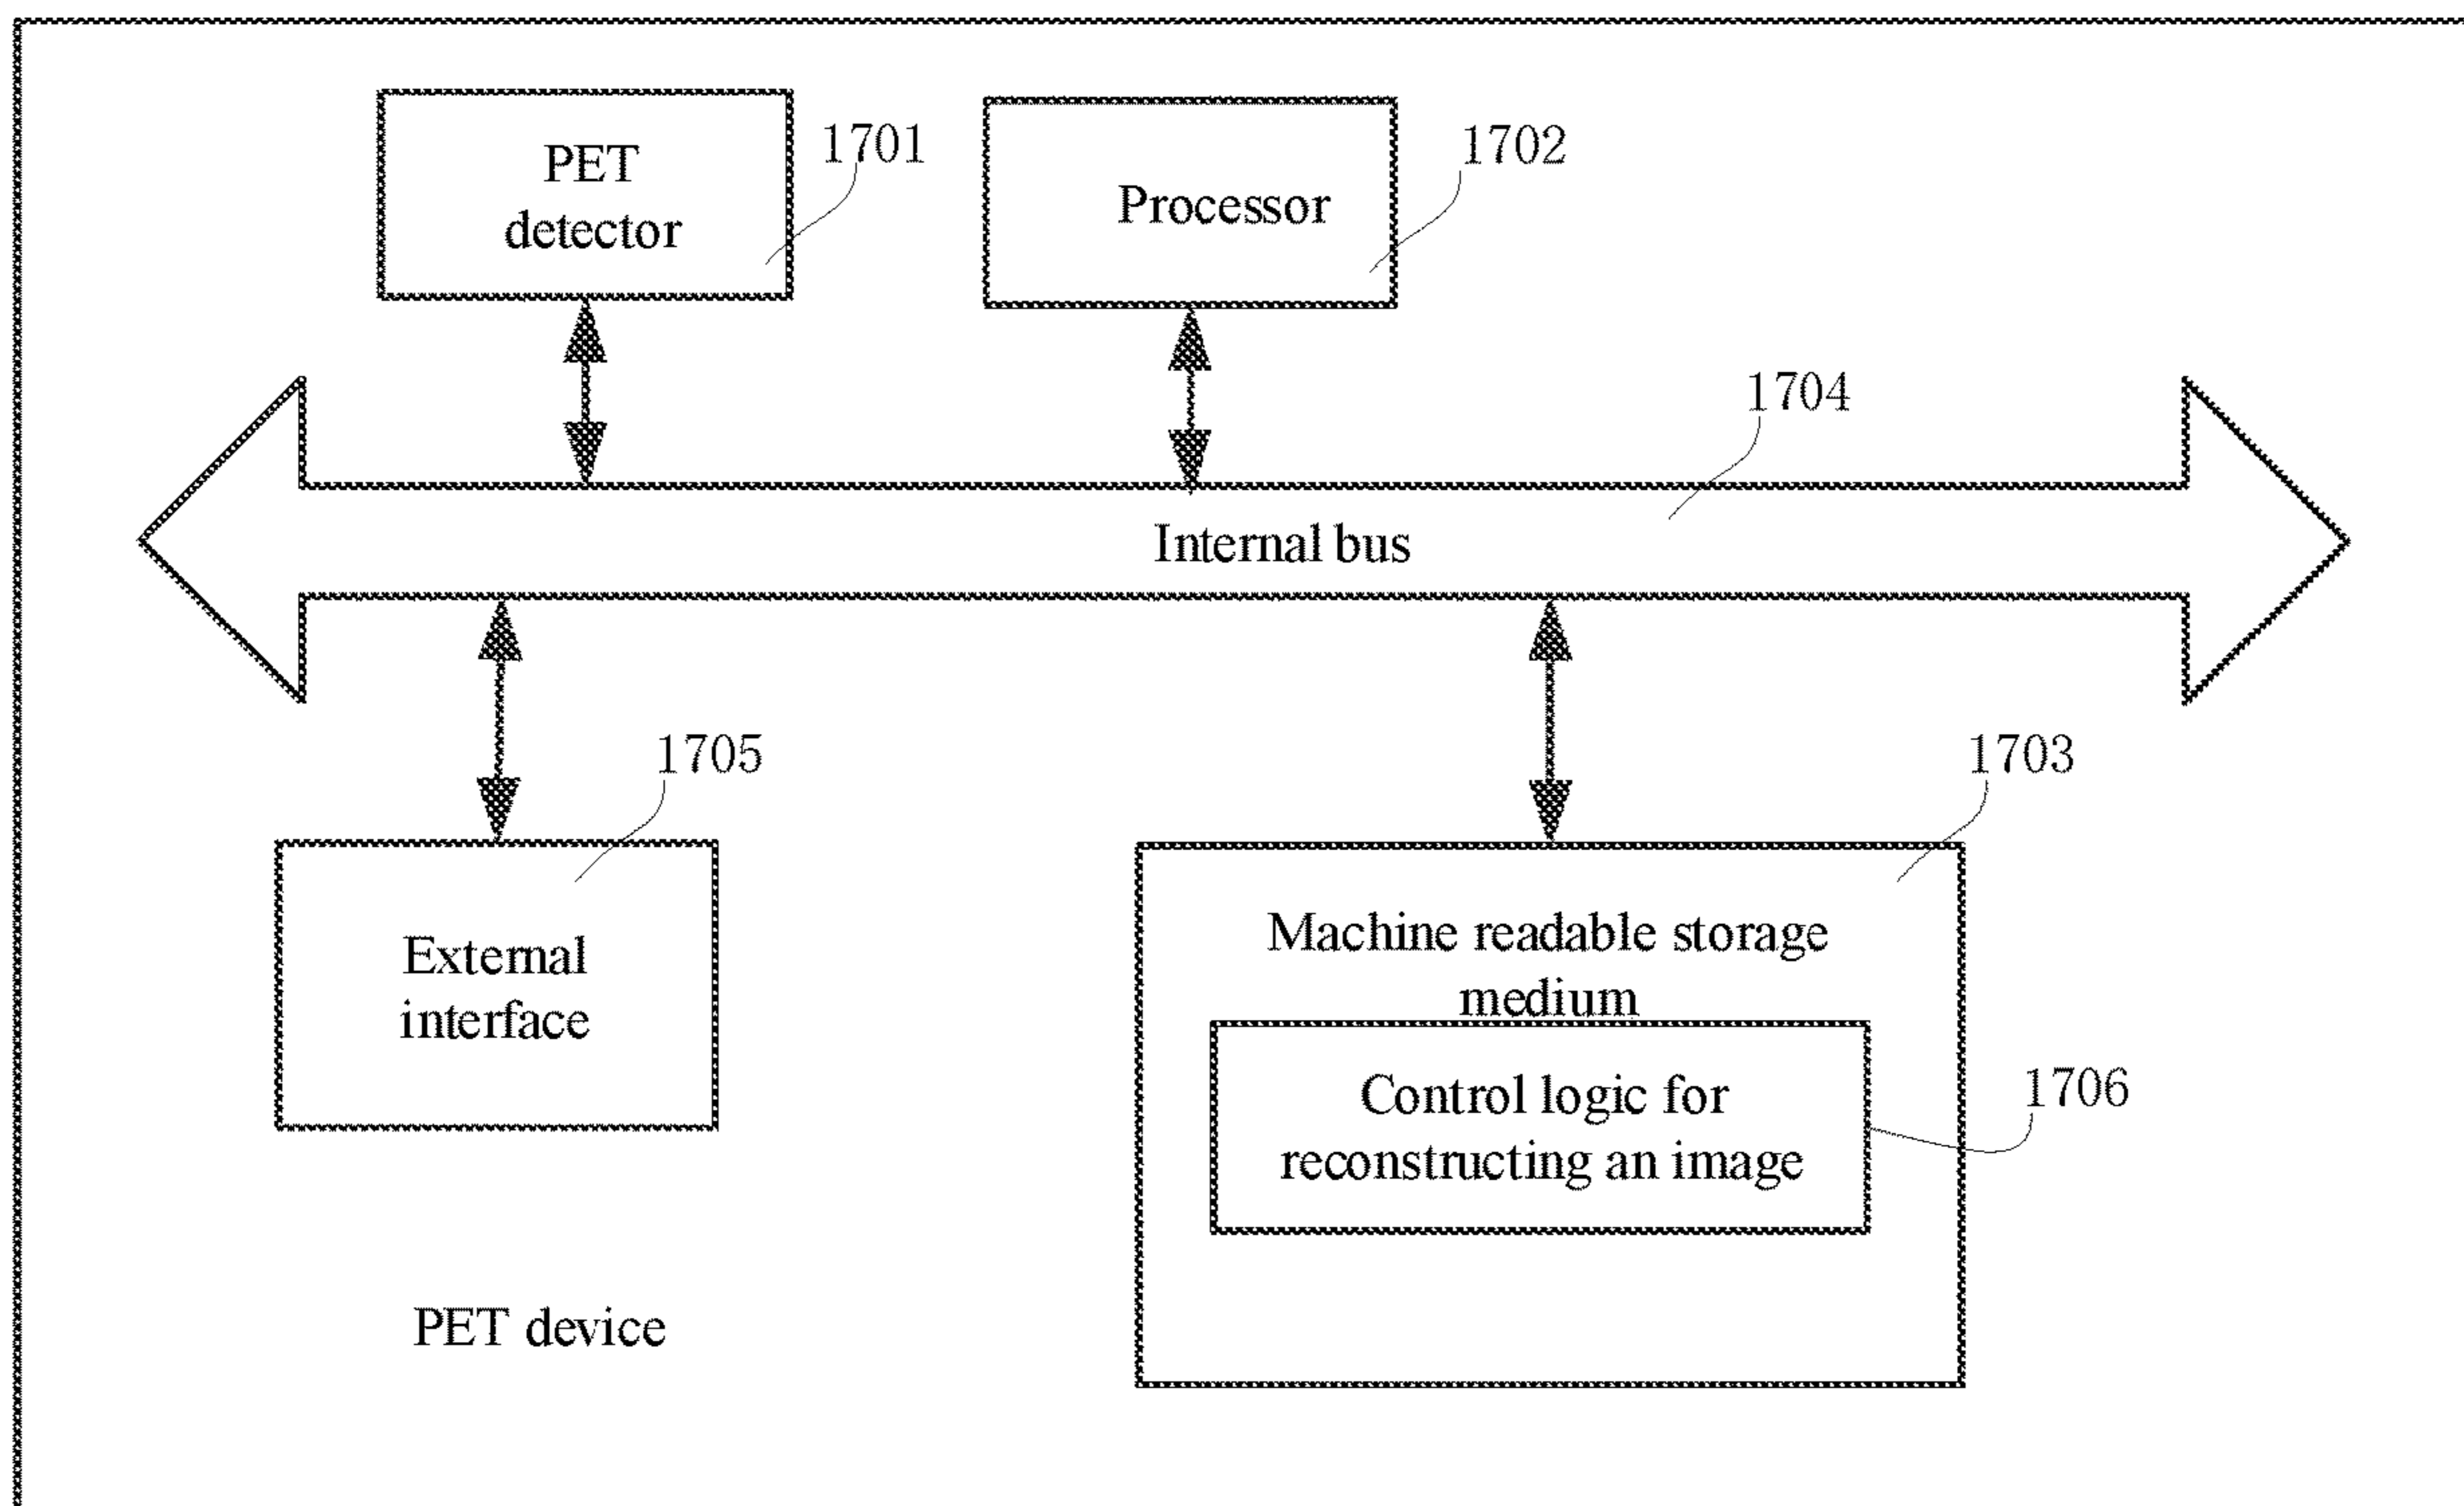 PET
detector
1701
Processor
1702
1704
Internal bus
1705
1703
External
interface
Machine readable storage
medium
Control logic for
reconstructing an image
1706
PET device